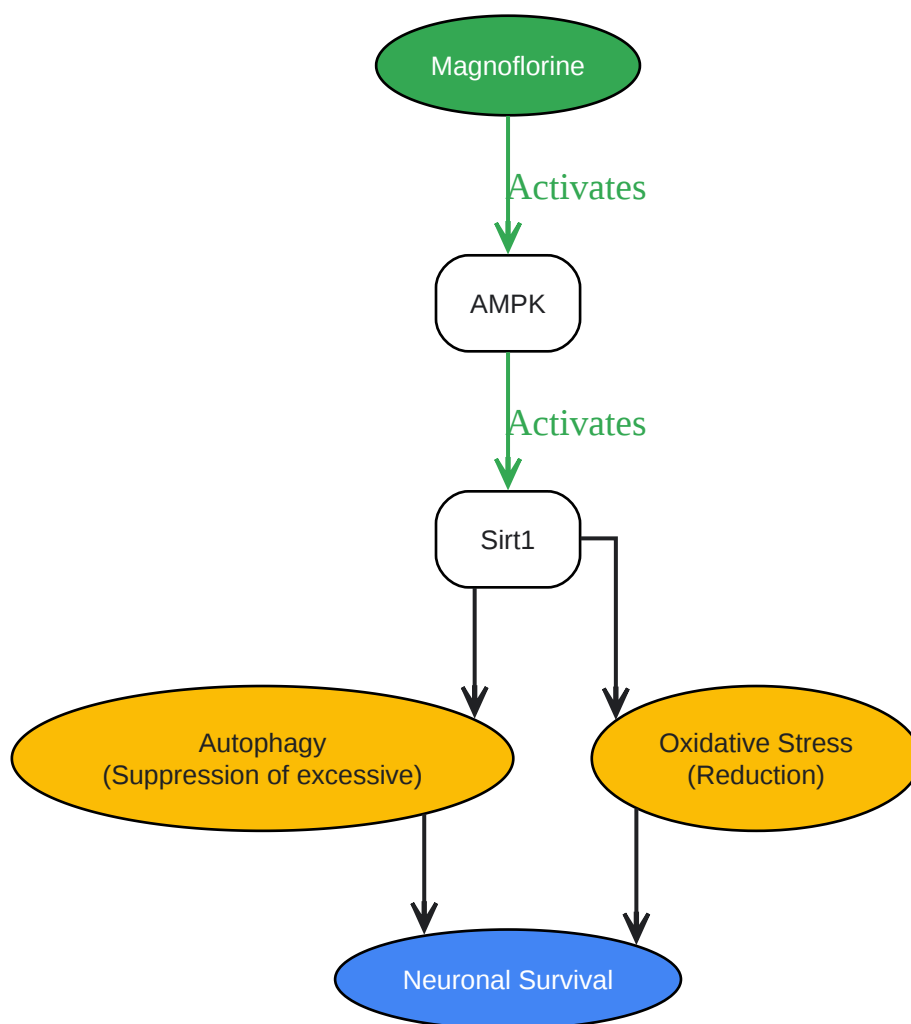 Magnoflorine
Activates
AMPK
Activates
Sirt1
Autophagy
(Suppression of excessive)
Oxidative Stress
(Reduction)
Neuronal Survival